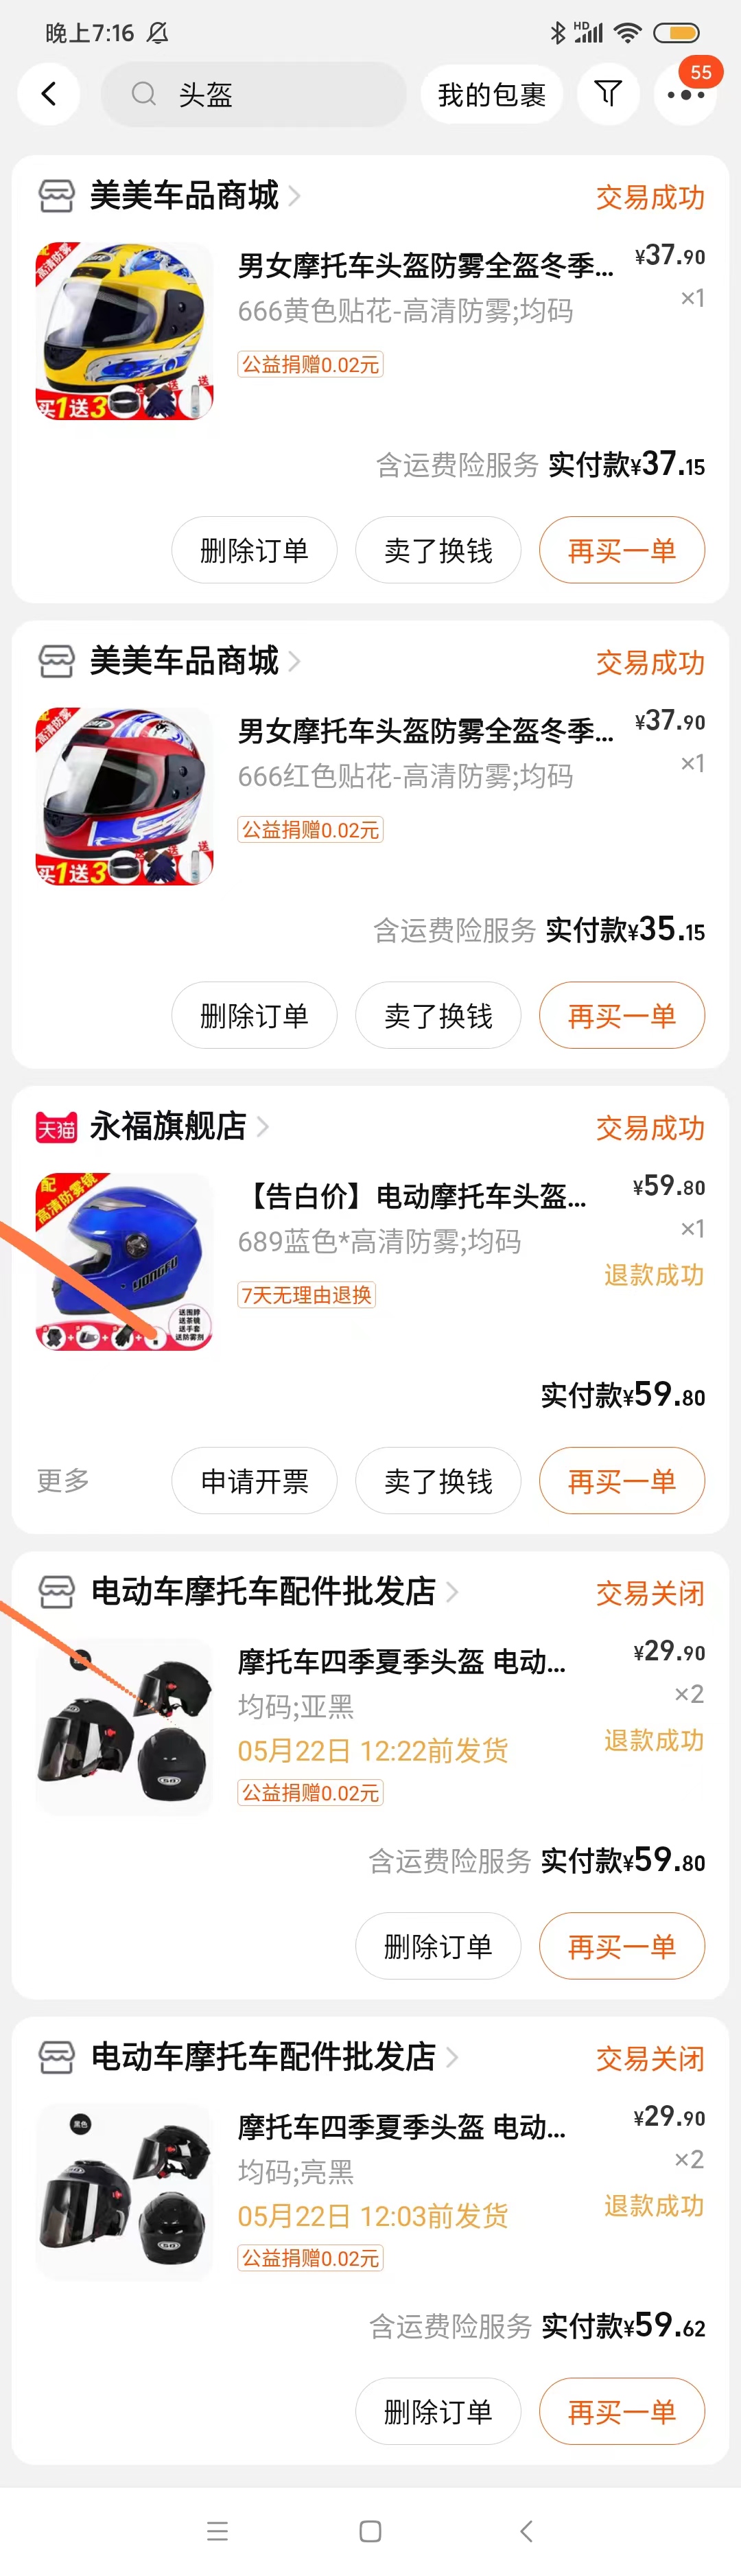 晚上7:16
HD
55
头盔
我的包裹
美美车品商城
交易成功
高清防雾
买1送3
送
送
送
男女摩托车头盔防雾全盔冬季...
¥37.90
666黄色贴花-高清防雾;均码
×1
公益捐赠0.02元
含运费险服务 实付款¥37.15
删除订单
卖了换钱
再买一单
美美车品商城
交易成功
高清防雾
买1送3
送
送
送
男女摩托车头盔防雾全盔冬季...
¥37.90
666红色贴花-高清防雾;均码
×1
公益捐赠0.02元
含运费险服务 实付款¥35.15
删除订单
卖了换钱
再买一单
天猫
永福旗舰店
交易成功
配
高清防雾镜
YONGFU
送围脖
送茶镜
送手套
送防雾剂
【告白价】电动摩托车头盔...
¥59.80
689蓝色*高清防雾;均码
×1
退款成功
7天无理由退换
实付款¥59.80
更多
申请开票
卖了换钱
再买一单
电动车摩托车配件批发店
交易关闭
摩托车四季夏季头盔 电动...
¥29.90
均码;亚黑
×2
05月22日 12:22前发货
退款成功
公益捐赠0.02元
含运费险服务 实付款¥59.80
删除订单
再买一单
电动车摩托车配件批发店
交易关闭
黑色
摩托车四季夏季头盔 电动...
¥29.90
均码;亮黑
×2
05月22日 12:03前发货
退款成功
公益捐赠0.02元
含运费险服务 实付款¥59.62
删除订单
再买一单